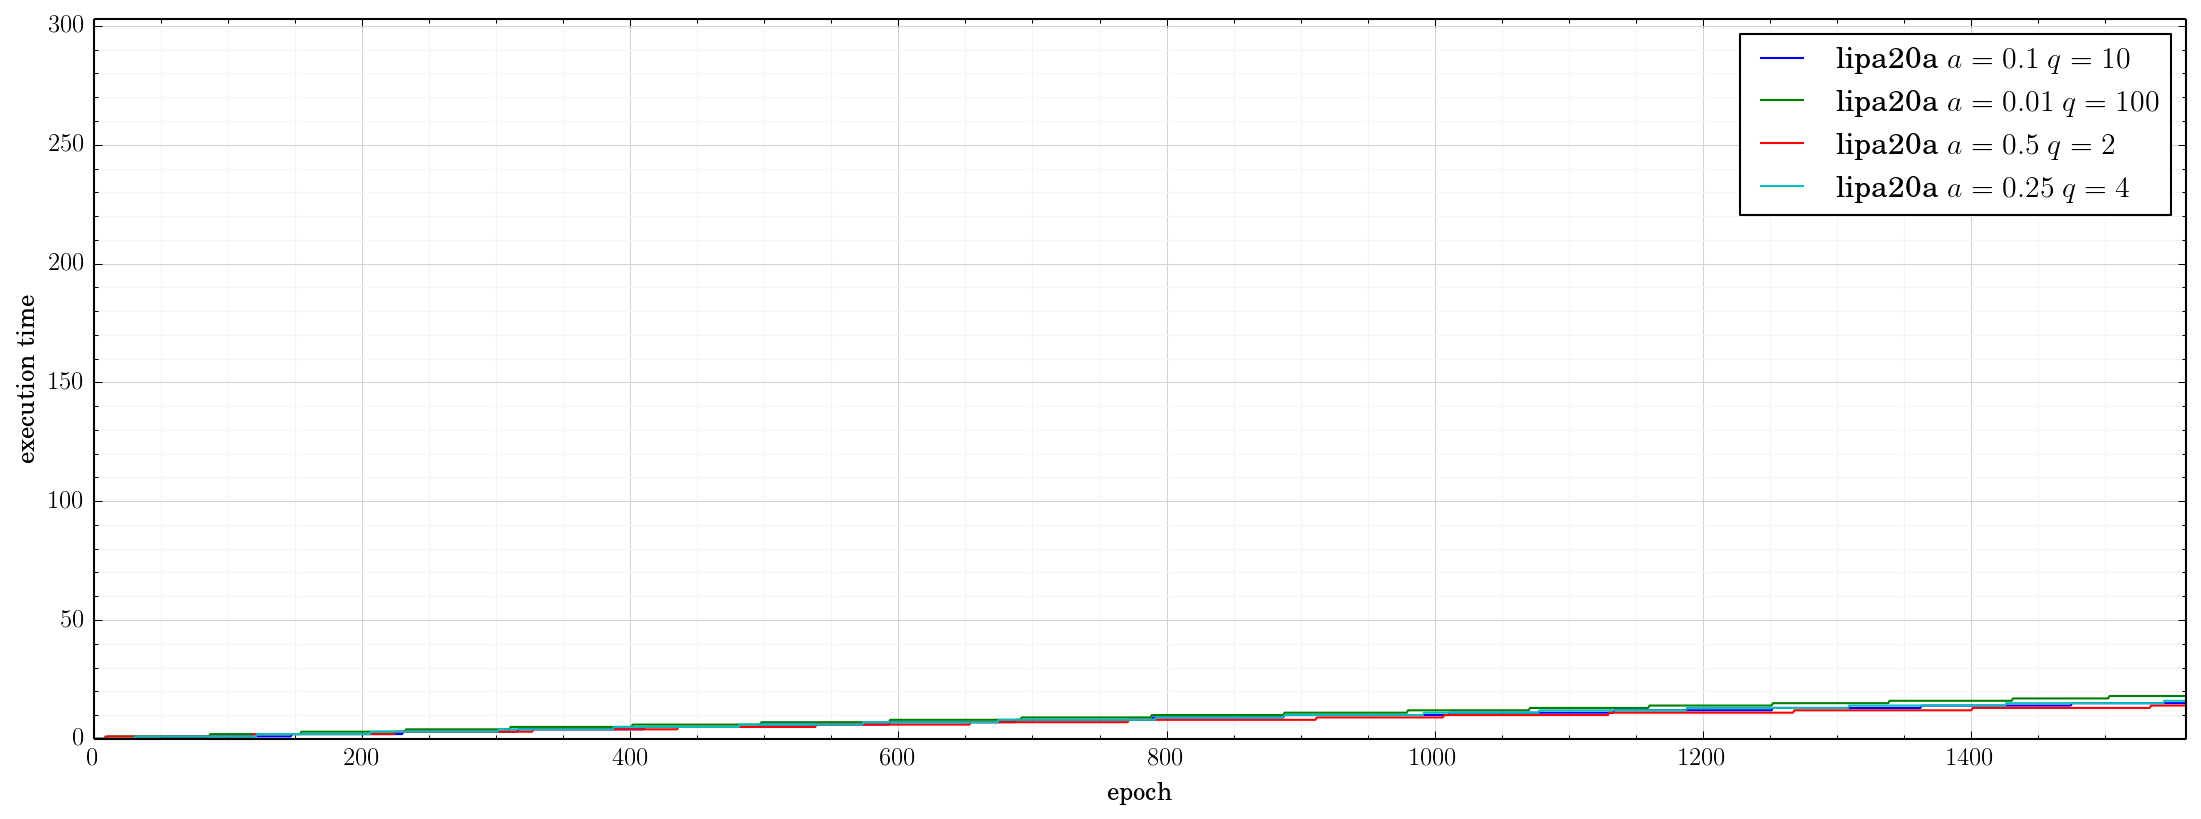 300
250
200
150
100
50
0
execution time
0 200 400 600 800 1000 1200 1400
epoch
lipa20a a = 0.1 q = 10
lipa20a a = 0.01 q = 100
lipa20a a = 0.5 q = 2
lipa20a a = 0.25 q = 4